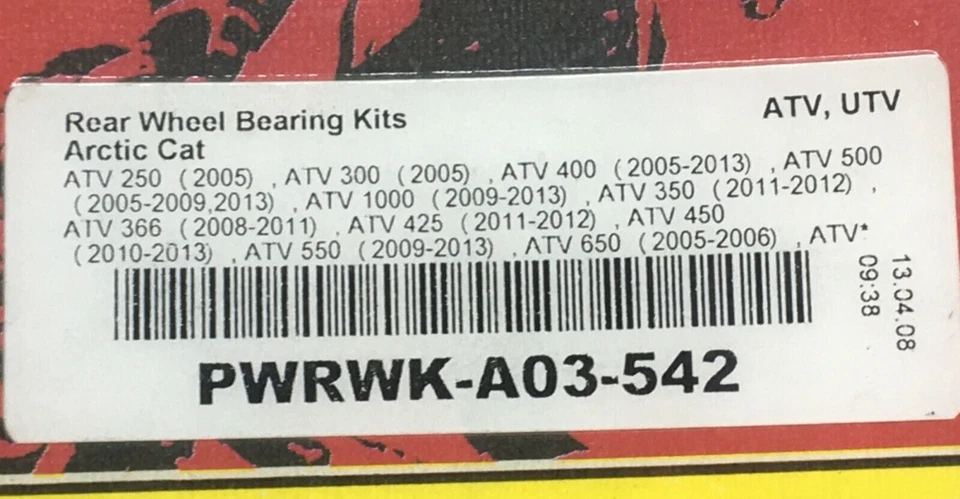 ATV, UTV
Rear Wheel Bearing Kits
Arctic Cat
ATV 250 (2005) , ATV 300 (2005) , ATV 400 (2005-2013) , ATV 500
(2005-2009,2013) , ATV 1000 (2009-2013) , ATV 350 (2011-2012) ,
ATV 366 (2008-2011) , ATV 425 (2011-2012) , ATV 450
(2010-2013) , ATV 550 (2009-2013) , ATV 650 (2005-2006) , ATV*
13.04.08
09:38
PWRWK-A03-542